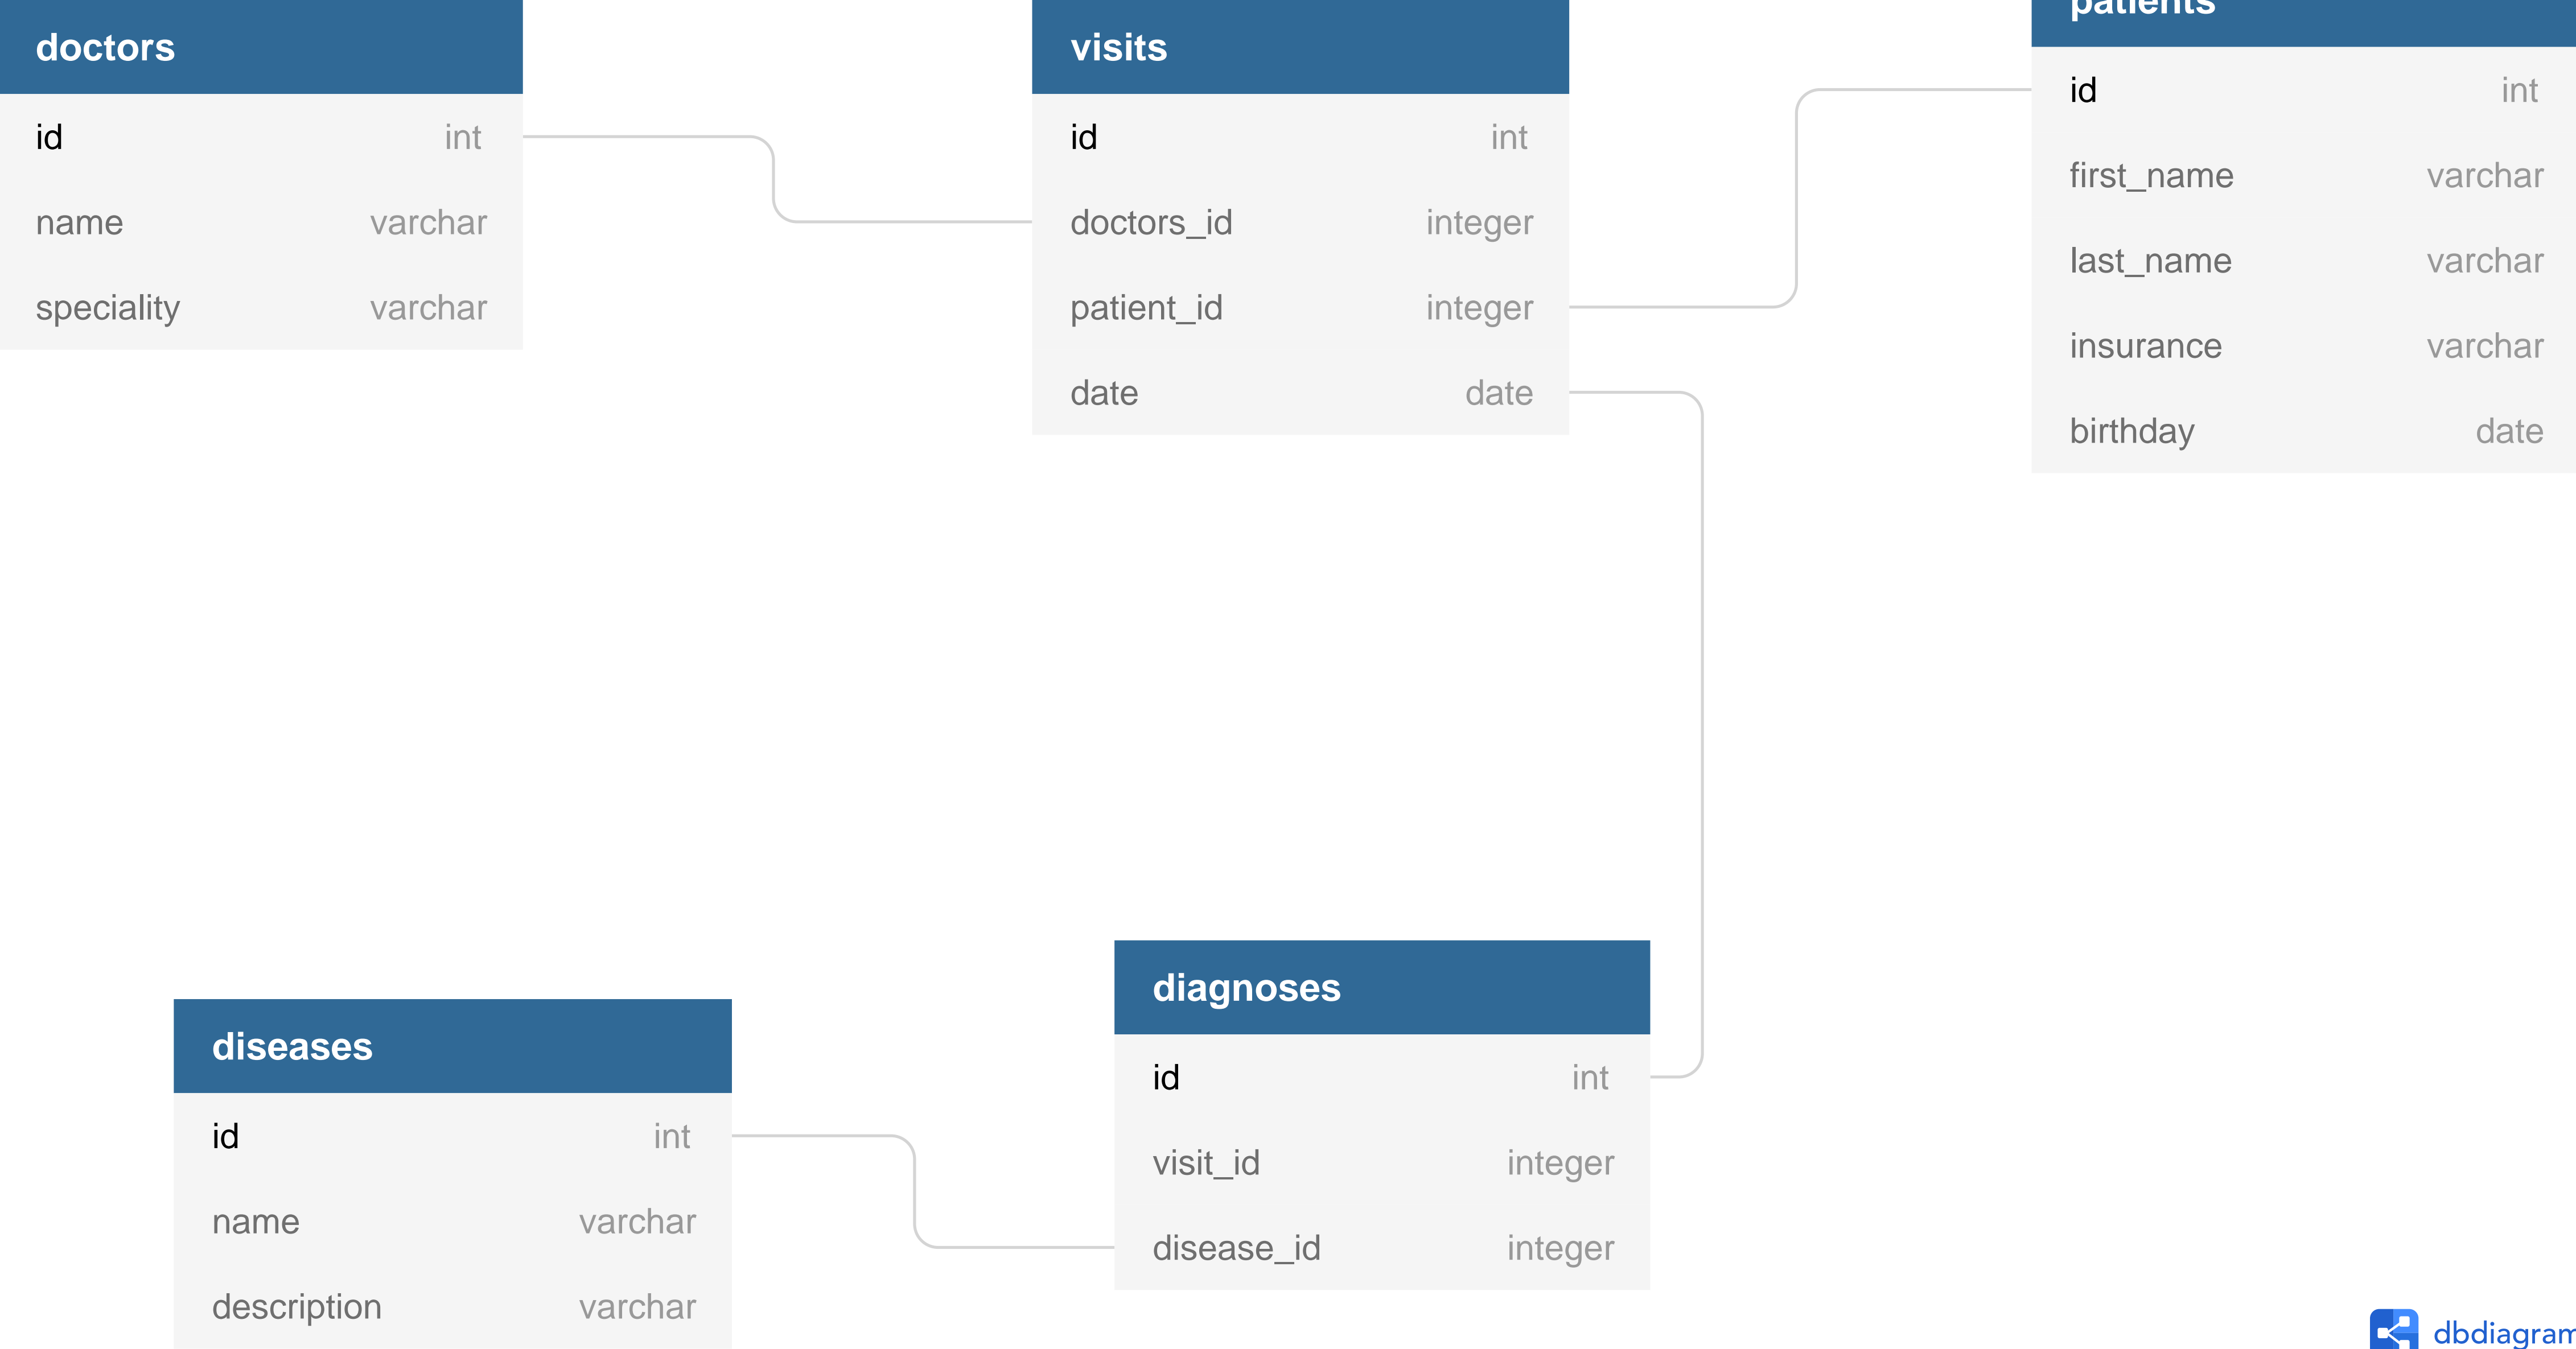 doctors
id int
name varchar
speciality varchar
visits
id int
doctors_id integer
patient_id integer
date date
patients
id int
first_name varchar
last_name varchar
insurance varchar
birthday date
diseases
id int
name varchar
description varchar
diagnoses
id int
visit_id integer
disease_id integer
dbdiagram